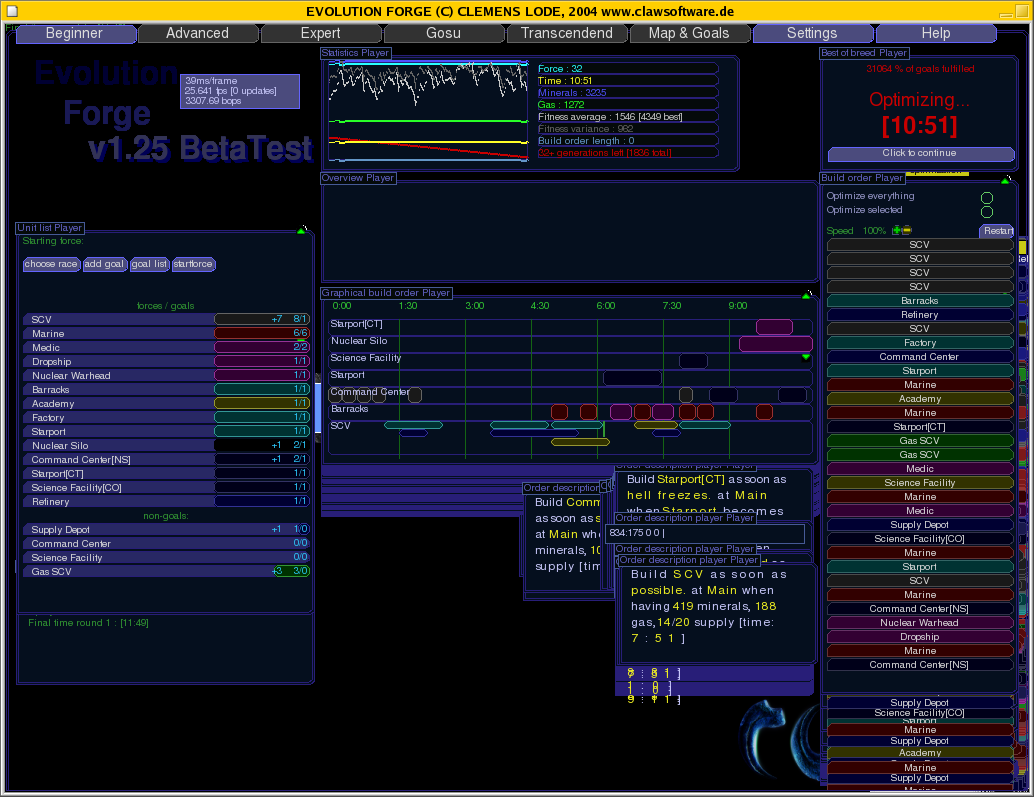 EVOLUTION FORGE (C) CLEMENS LODE, 2004 www.clawsoftware.de
Beginner Advanced Expert Gosu Transcendend Map & Goals Settings Help
Evolution
Forge
v1.25 BetaTest
39ms/frame
25.641 fps [0 updates]
3307.69 bops
Statistics Player
Force : 32
Time : 10:51
Minerals : 3235
Gas : 1272
Fitness average : 1546 [4349 best]
Fitness variance : 962
Build order length : 0
32+ generations left [1836 total]
Best of breed Player
31064 % of goals fulfilled
Optimizing...
[10:51]
Click to continue
Overview Player
Unit list Player
Starting force:
choose race add goal goal list startforce
forces / goals
SCV +7 8/1
Marine 6/6
Medic 2/2
Dropship 1/1
Nuclear Warhead 1/1
Barracks 1/1
Academy 1/1
Factory 1/1
Starport 1/1
Nuclear Silo +1 2/1
Command Center[NS] +1 2/1
Starport[CT] 1/1
Science Facility[CO] 1/1
Refinery 1/1
non-goals:
Supply Depot +1 1/0
Command Center 0/0
Science Facility 0/0
Gas SCV +3 3/0
Final time round 1 : [11:49]
Graphical build order Player
0:00 1:30 3:00 4:30 6:00 7:30 9:00
Starport[CT]
Nuclear Silo
Science Facility
Starport
Command Center
Barracks
SCV
Order description
Build Comm
as soon as s
at Main whe
minerals, 10
supply [tim
Order description player Player
Build Starport[CT] as soon as
hell freezes. at Main
when Starport becomes
Order description player Player
834:175 0 0 |
Order description player Player
Order description player Player
Build SCV as soon as
possible. at Main when
having 419 minerals, 188
gas,14/20 supply [time:
7 : 5 1 ]
Build order Player
Optimize everything
Optimize selected
Speed 100% Restart
SCV
SCV
SCV
SCV
Barracks
Refinery
SCV
Factory
Command Center
Starport
Marine
Academy
Marine
Starport[CT]
Gas SCV
Gas SCV
Medic
Science Facility
Marine
Medic
Supply Depot
Science Facility[CO]
Marine
Starport
SCV
Marine
Command Center[NS]
Nuclear Warhead
Dropship
Marine
Command Center[NS]
Supply Depot
Science Facility[CO]
Starport
Marine
Supply Depot
Academy
Marine
Supply Depot
Marine